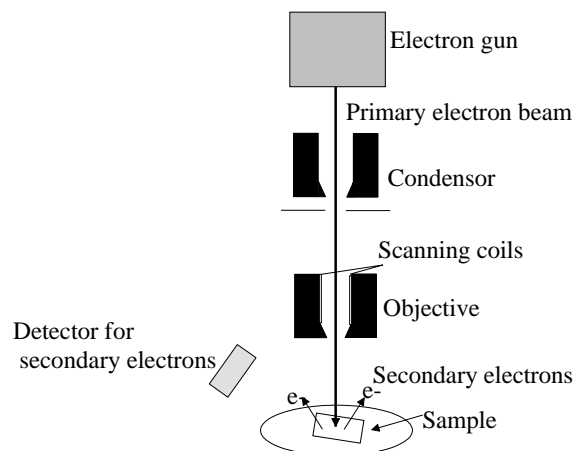 Electron gun
Primary electron beam
Condensor
Scanning coils
Objective
Detector for
secondary electrons
Secondary electrons
e-
e-
Sample